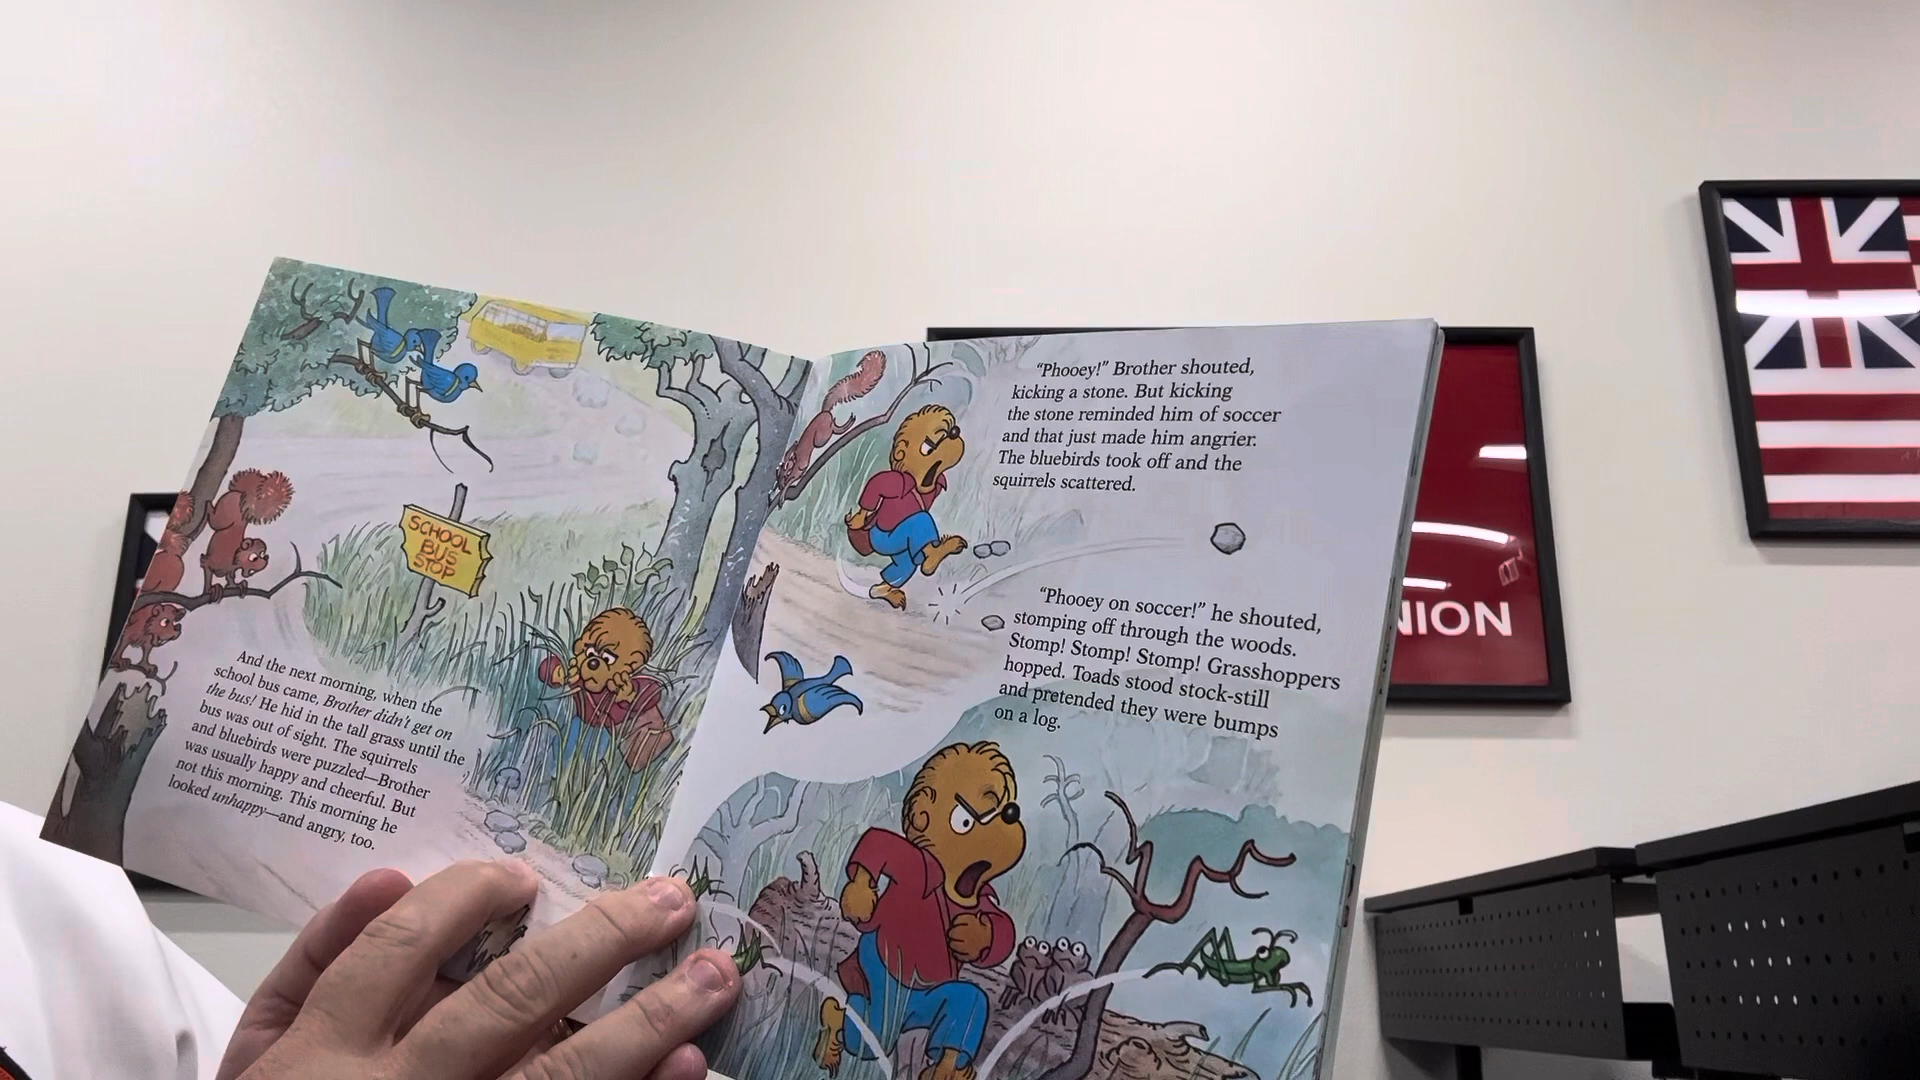 SCHOOL
BUS
STOP
And the next morning, when the
school bus came, Brother didn't get on
the bus! He hid in the tall grass until the
bus was out of sight. The squirrels
and bluebirds were puzzled—Brother
was usually happy and cheerful. But
not this morning. This morning he
looked unhappy—and angry, too.
"Phooey!" Brother shouted,
kicking a stone. But kicking
the stone reminded him of soccer
and that just made him angrier.
The bluebirds took off and the
squirrels scattered.
"Phooey on soccer!" he shouted,
stomping off through the woods.
Stomp! Stomp! Stomp! Grasshoppers
hopped. Toads stood stock-still
and pretended they were bumps
on a log.
NION